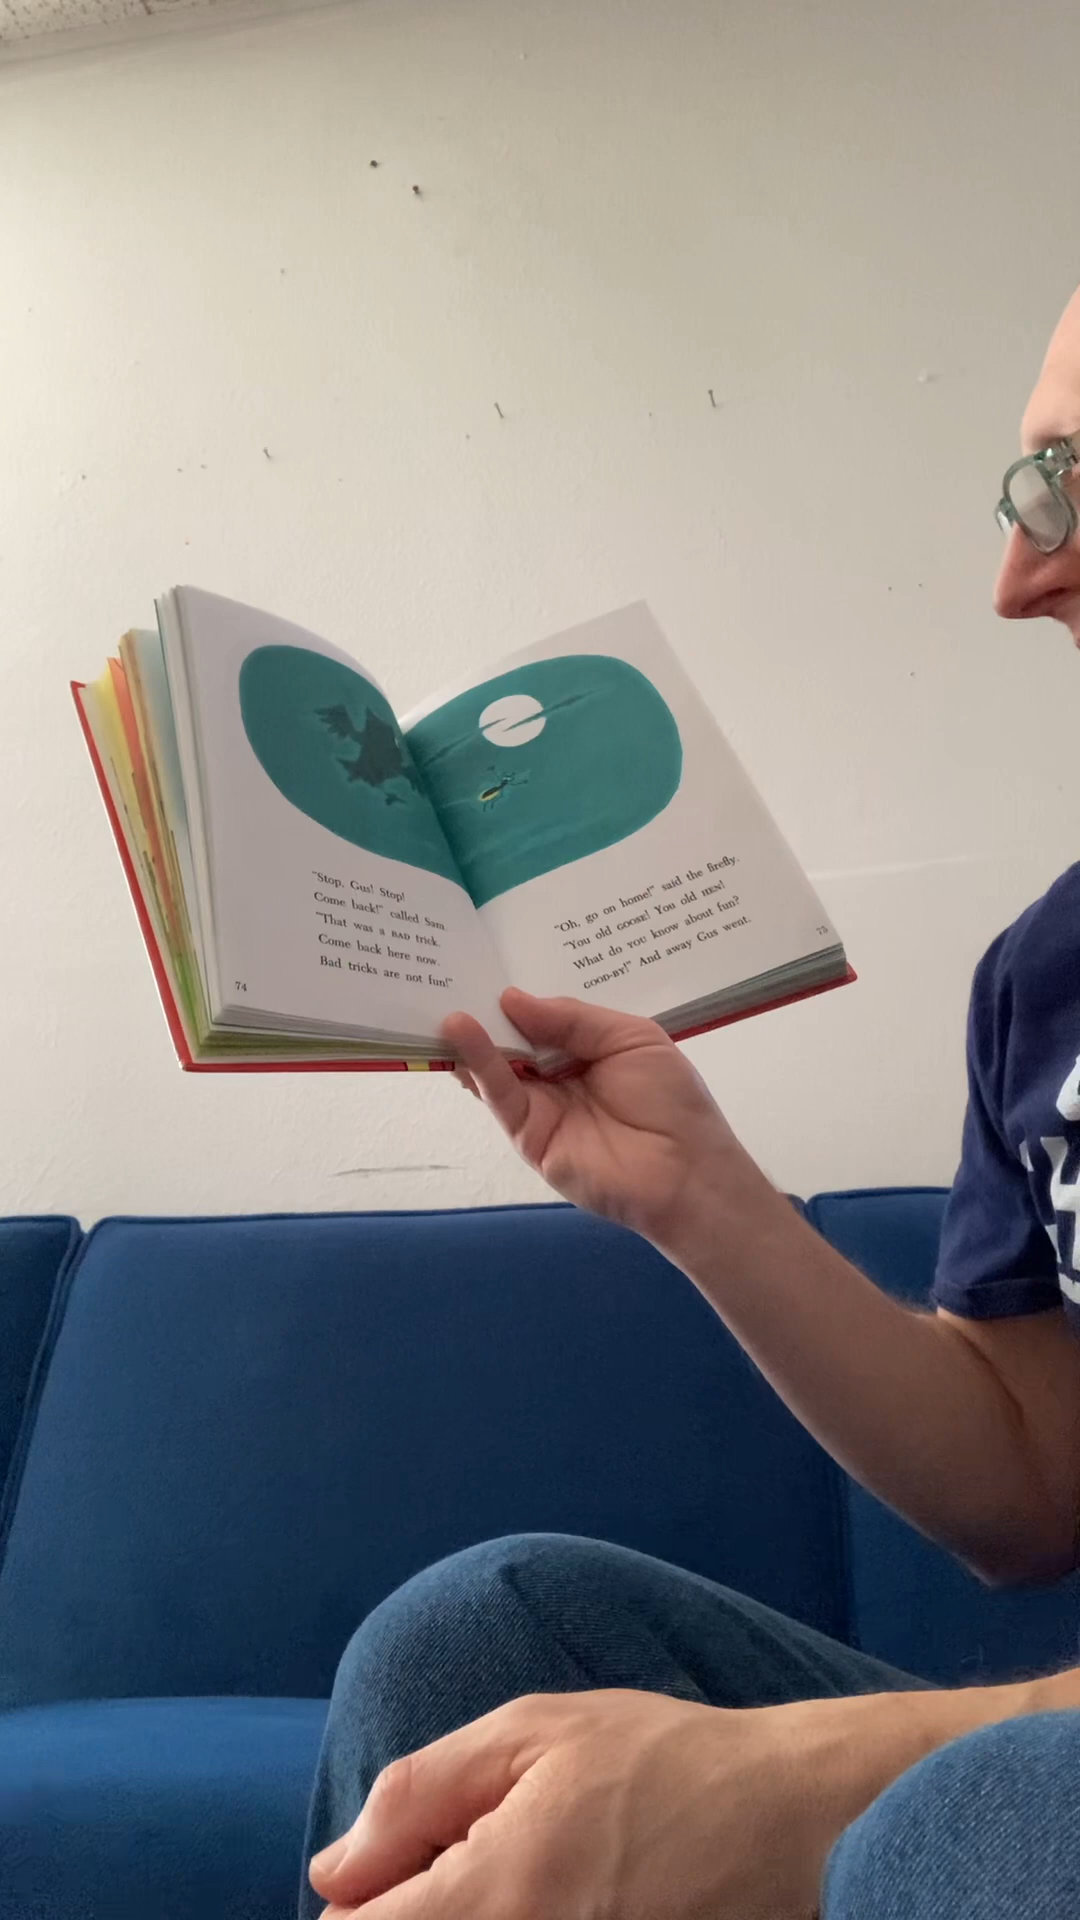 "Stop, Gus! Stop!
Come back!" called Sam.
"That was a BAD trick.
Come back here now.
Bad tricks are not fun!"
74
"Oh, go on home!" said the firefly.
"You old GOOSE! You old HEN!
What do you know about fun?
GOOD-BY!" And away Gus went.
75